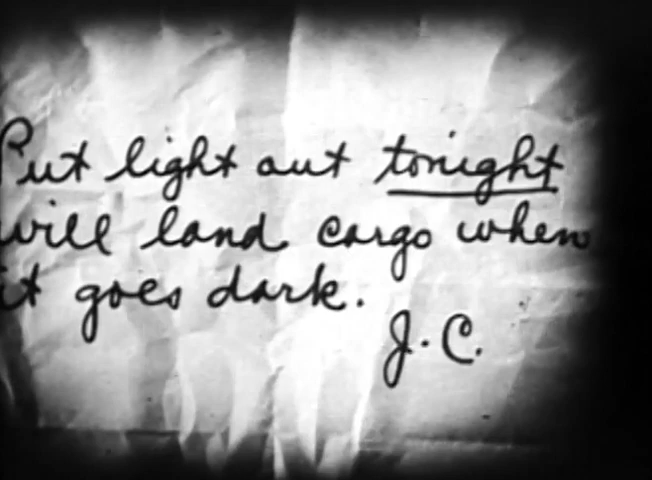 Put light out tonight
will land cargo when
it goes dark.
J. C.